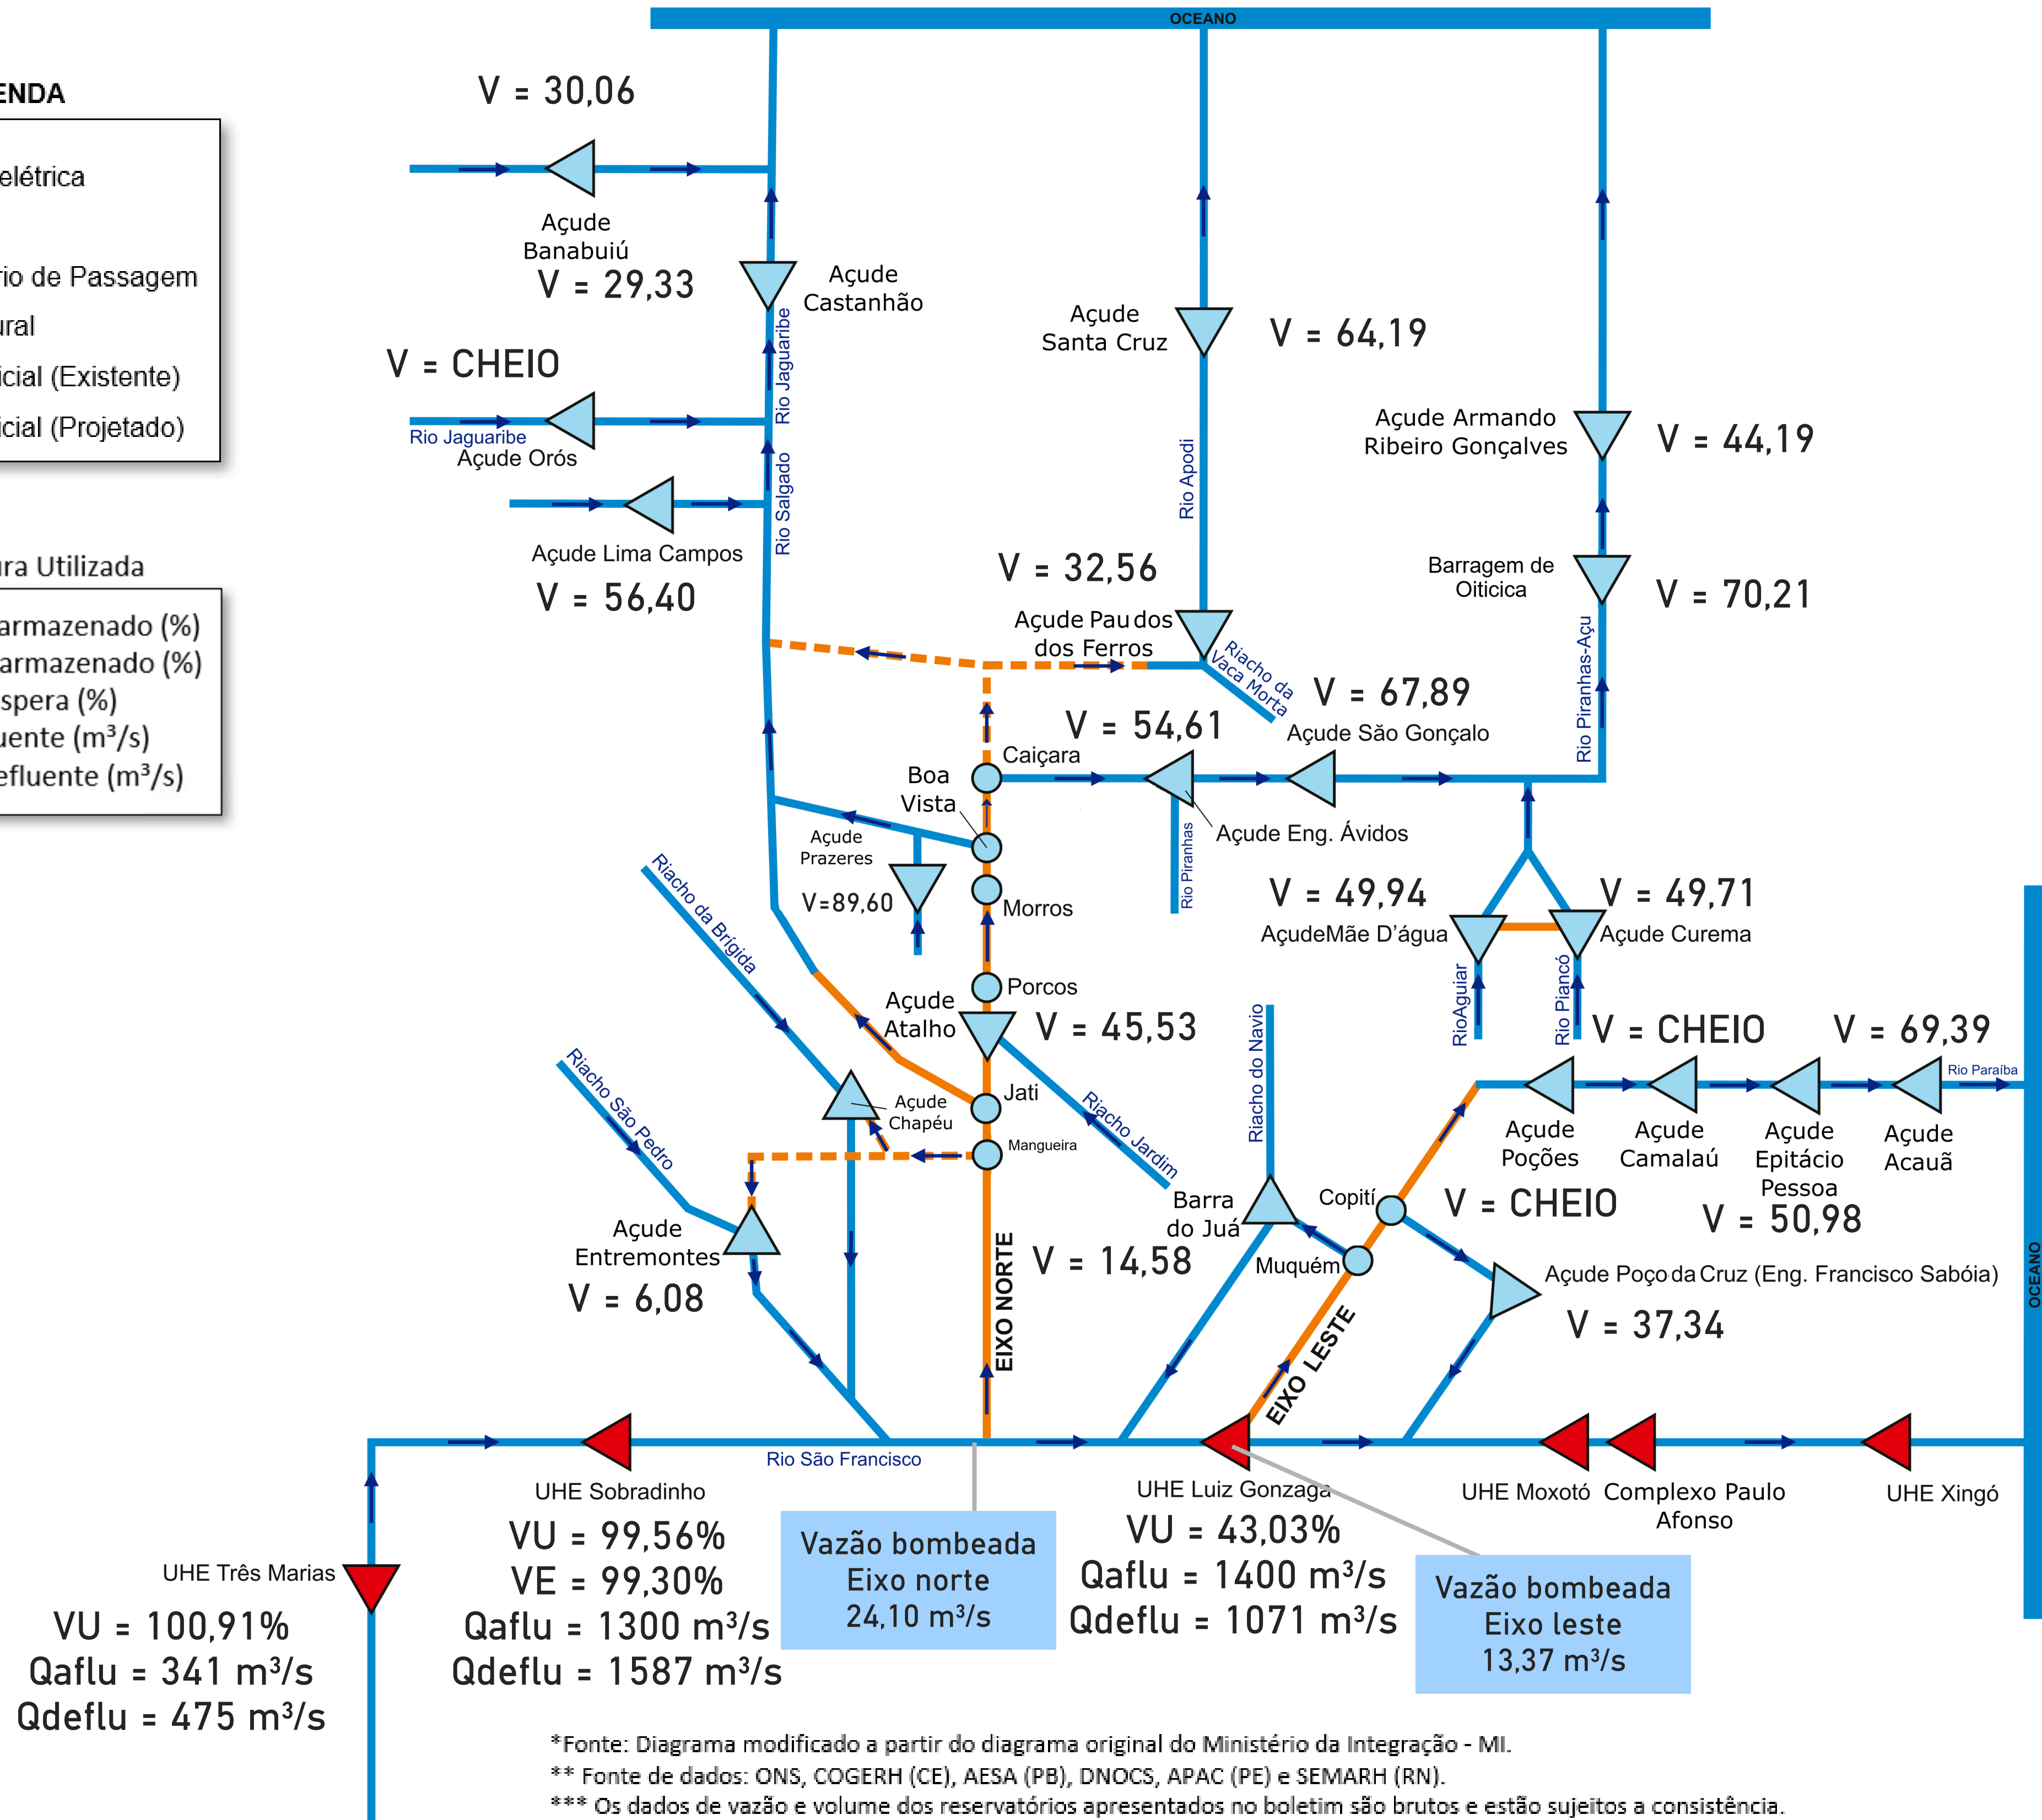 OCEANO
V = 30,06
ENDA
elétrica
rio de Passagem
ural
icial (Existente)
icial (Projetado)
Açude
Banabuiú
V = 29,33
Açude
Castanhão
Rio Jaguaribe
V = CHEIO
Rio Jaguaribe
Açude Orós
Rio Salgado
Açude Lima Campos
V = 56,40
ura Utilizada
armazenado (%)
armazenado (%)
spera (%)
uente (m³/s)
efluente (m³/s)
Açude
Santa Cruz
V = 64,19
Rio Apodi
Açude Armando
Ribeiro Gonçalves
V = 44,19
Barragem de
Oiticica
V = 70,21
Rio Piranhas-Açu
V = 32,56
Açude Pau dos
dos Ferros
Riacho da
Vaca Morta
V = 67,89
Açude São Gonçalo
V = 54,61
Caiçara
Boa
Vista
Açude Eng. Ávidos
Rio Piranhas
Açude
Prazeres
V=89,60
Morros
Porcos
Riacho da Brígida
V = 49,94
AçudeMãe D'água
V = 49,71
Açude Curema
RioAguiar
Rio Piancó
Açude
Atalho
V = 45,53
Jati
Mangueira
Açude
Chapéu
Riacho São Pedro
Riacho Jardim
Riacho do Navio
V = CHEIO
V = 69,39
Rio Paraíba
Açude
Poções
Açude
Camalaú
Açude
Epitácio
Pessoa
V = 50,98
Açude
Acauã
Barra
do Juá
Copití
V = CHEIO
Muquém
V = 14,58
Açude
Entremontes
V = 6,08
EIXO NORTE
EIXO LESTE
Açude Poço da Cruz (Eng. Francisco Sabóia)
V = 37,34
OCEANO
Rio São Francisco
UHE Sobradinho
VU = 99,56%
VE = 99,30%
Qaflu = 1300 m³/s
Qdeflu = 1587 m³/s
Vazão bombeada
Eixo norte
24,10 m³/s
UHE Luiz Gonzaga
VU = 43,03%
Qaflu = 1400 m³/s
Qdeflu = 1071 m³/s
Vazão bombeada
Eixo leste
13,37 m³/s
UHE Moxotó
Complexo Paulo
Afonso
UHE Xingó
UHE Três Marias
VU = 100,91%
Qaflu = 341 m³/s
Qdeflu = 475 m³/s
*Fonte: Diagrama modificado a partir do diagrama original do Ministério da Integração - MI.
** Fonte de dados: ONS, COGERH (CE), AESA (PB), DNOCS, APAC (PE) e SEMARH (RN).
*** Os dados de vazão e volume dos reservatórios apresentados no boletim são brutos e estão sujeitos a consistência.